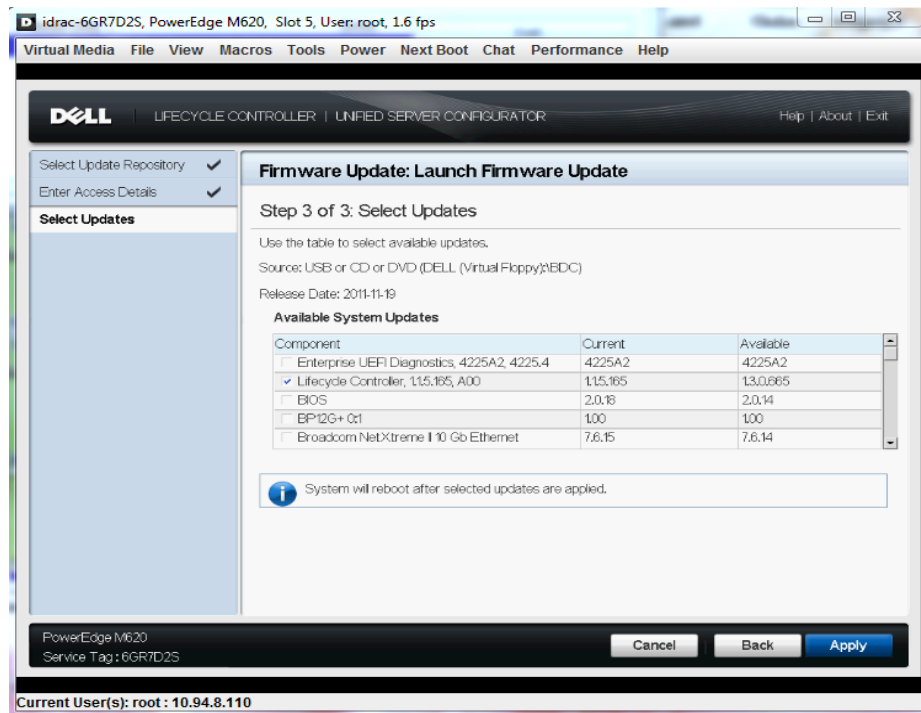 idrac-6GR7D2S, PowerEdge M620, Slot 5, User: root, 1.6 fps
Virtual Media File View Macros Tools Power Next Boot Chat Performance Help
DELL LIFECYCLE CONTROLLER | UNIFIED SERVER CONFIGURATOR Help | About | Exit
Select Update Repository
Enter Access Details
Select Updates
Firmware Update: Launch Firmware Update
Step 3 of 3: Select Updates
Use the table to select available updates.
Source: USB or CD or DVD (DELL (Virtual Floppy):\BDC)
Release Date: 2011-11-19
Available System Updates
Component Current Available
Enterprise UEFI Diagnostics, 4225A2, 4225.4 4225A2 4225A2
Lifecycle Controller, 1.1.5.165, A00 1.1.5.165 1.3.0.665
BIOS 2.0.18 2.0.14
BP12G+ 0:1 1.00 1.00
Broadcom NetXtreme II 10 Gb Ethernet 7.6.15 7.6.14
System will reboot after selected updates are applied.
PowerEdge M620
Service Tag: 6GR7D2S
Cancel Back Apply
Current User(s): root : 10.94.8.110